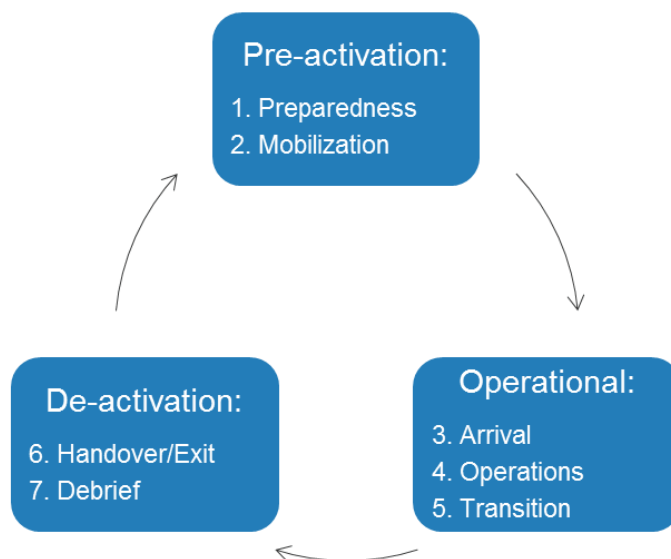 Pre-activation:
1. Preparedness
2. Mobilization
Operational:
3. Arrival
4. Operations
5. Transition
De-activation:
6. Handover/Exit
7. Debrief